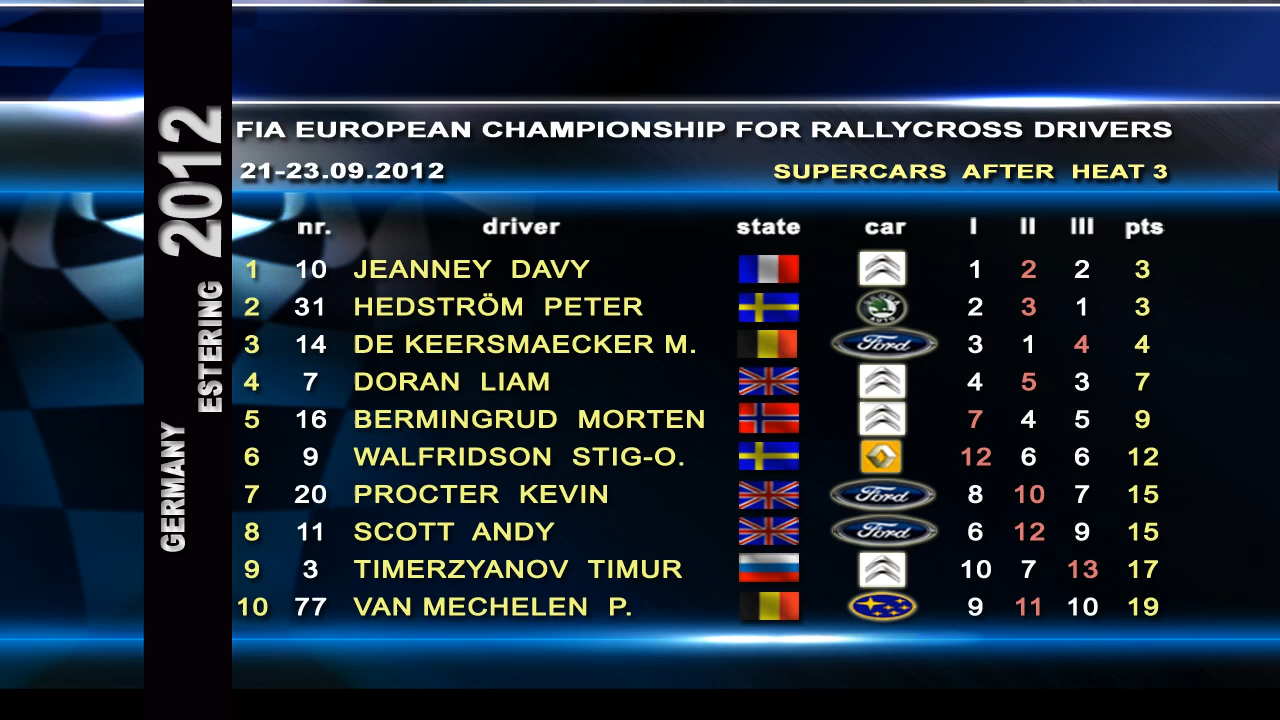 FIA EUROPEAN CHAMPIONSHIP FOR RALLYCROSS DRIVERS
21-23.09.2012 SUPERCARS AFTER HEAT 3
GERMANY ESTERING 2012
nr. driver state car I II III pts
1 10 JEANNEY DAVY 1 2 2 3
2 31 HEDSTRÖM PETER 2 3 1 3
3 14 DE KEERSMAECKER M. Ford 3 1 4 4
4 7 DORAN LIAM 4 5 3 7
5 16 BERMINGRUD MORTEN 7 4 5 9
6 9 WALFRIDSON STIG-O. 12 6 6 12
7 20 PROCTER KEVIN Ford 8 10 7 15
8 11 SCOTT ANDY Ford 6 12 9 15
9 3 TIMERZYANOV TIMUR 10 7 13 17
10 77 VAN MECHELEN P. 9 11 10 19